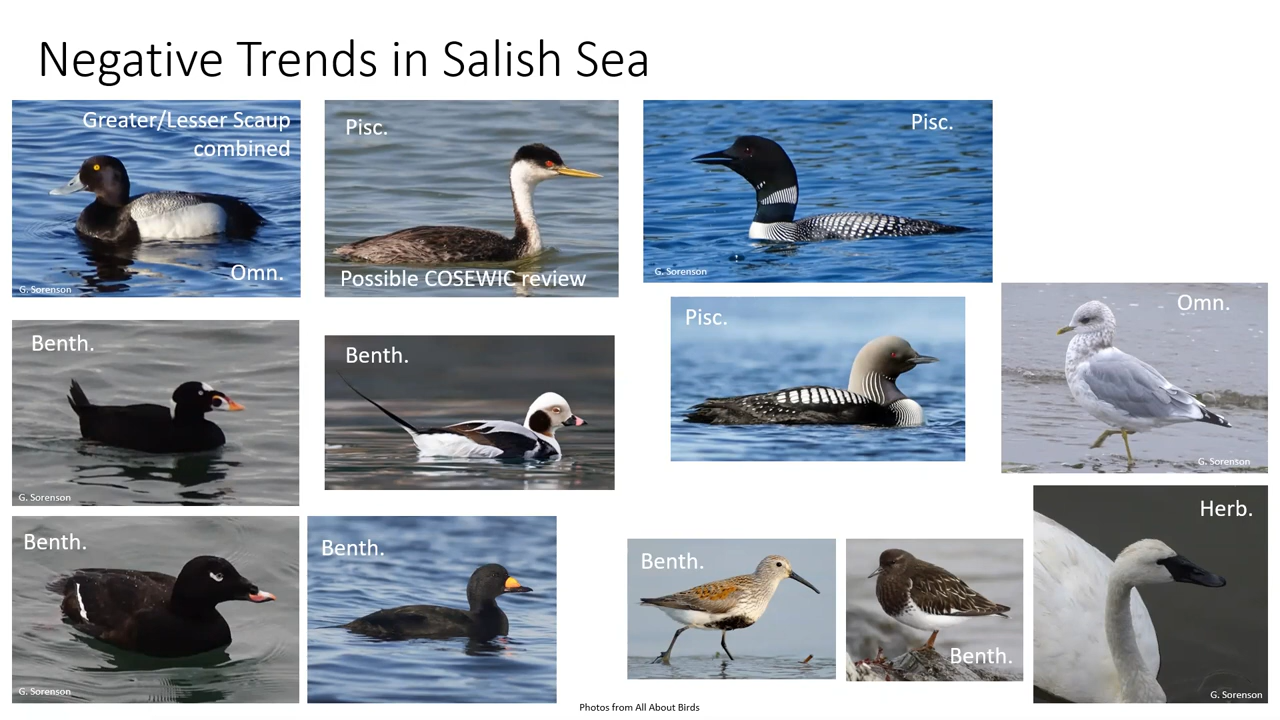 Negative Trends in Salish Sea
Greater/Lesser Scaup
combined
Omn.
G. Sorenson
Pisc.
Possible COSEWIC review
Pisc.
G. Sorenson
Benth.
G. Sorenson
Benth.
Pisc.
Omn.
G. Sorenson
Benth.
G. Sorenson
Benth.
Benth.
Benth.
Herb.
G. Sorenson
Photos from All About Birds